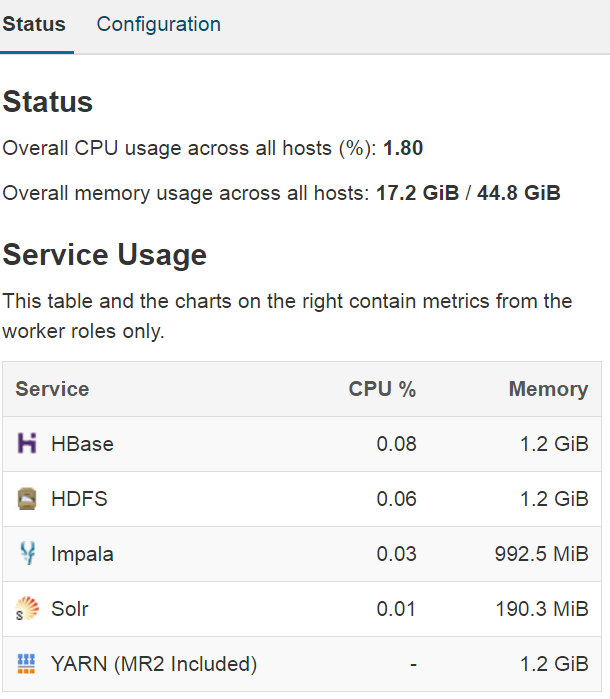 Status Configuration
Status
Overall CPU usage across all hosts (%): 1.80
Overall memory usage across all hosts: 17.2 GiB / 44.8 GiB
Service Usage
This table and the charts on the right contain metrics from the
worker roles only.
Service CPU % Memory
HBase 0.08 1.2 GiB
HDFS 0.06 1.2 GiB
Impala 0.03 992.5 MiB
Solr 0.01 190.3 MiB
YARN (MR2 Included) - 1.2 GiB